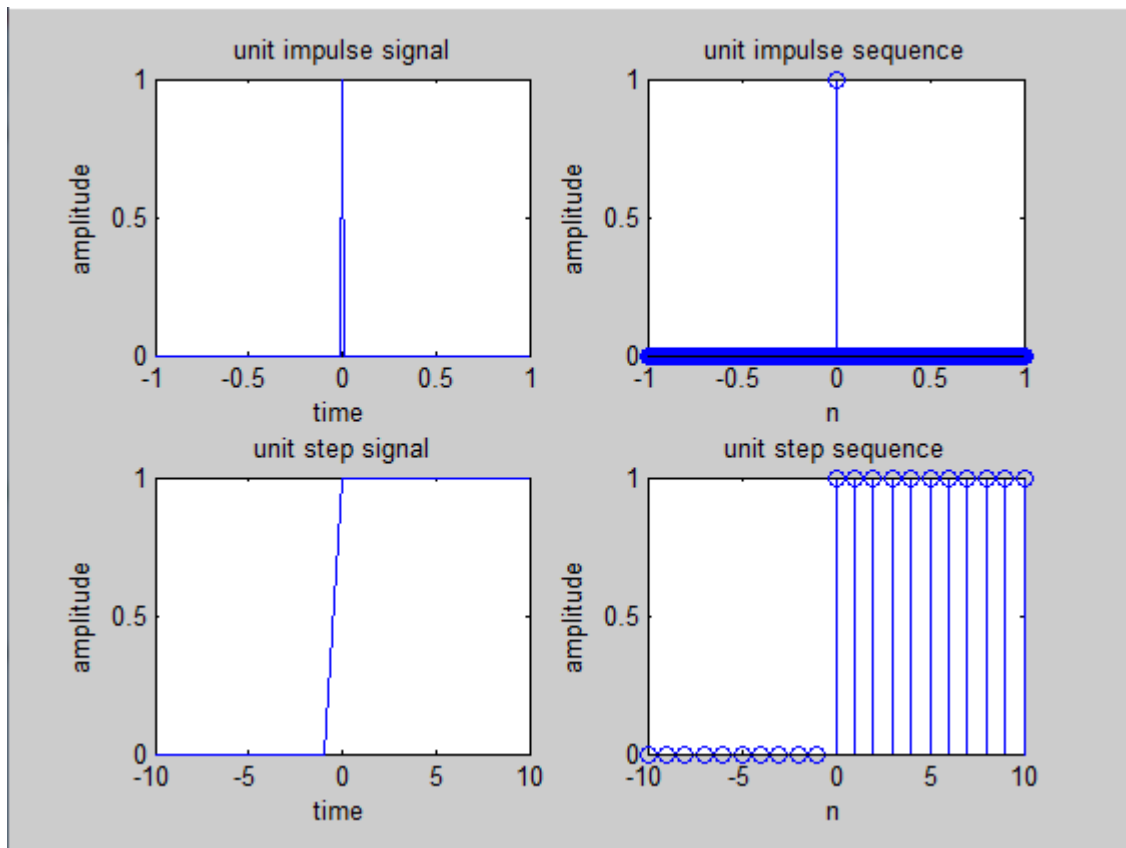 unit impulse signal
1
0.5
0
amplitude
-1 -0.5 0 0.5 1
time
unit impulse sequence
1
0.5
0
amplitude
-1 -0.5 0 0.5 1
n
unit step signal
1
0.5
0
amplitude
-10 -5 0 5 10
time
unit step sequence
1
0.5
0
amplitude
-10 -5 0 5 10
n